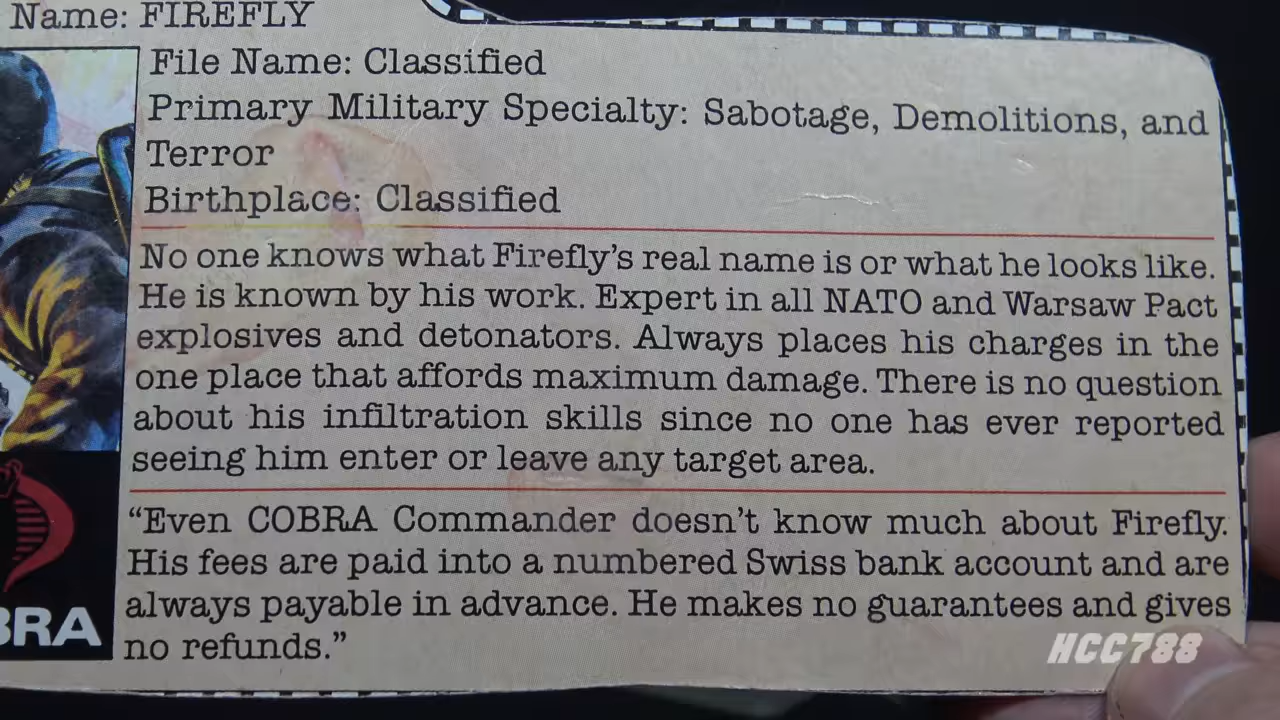 Name: FIREFLY
File Name: Classified
Primary Military Specialty: Sabotage, Demolitions, and
Terror
Birthplace: Classified
No one knows what Firefly's real name is or what he looks like.
He is known by his work. Expert in all NATO and Warsaw Pact
explosives and detonators. Always places his charges in the
one place that affords maximum damage. There is no question
about his infiltration skills since no one has ever reported
seeing him enter or leave any target area.
“Even COBRA Commander doesn't know much about Firefly.
His fees are paid into a numbered Swiss bank account and are
always payable in advance. He makes no guarantees and gives
no refunds.”
BRA
HCC788